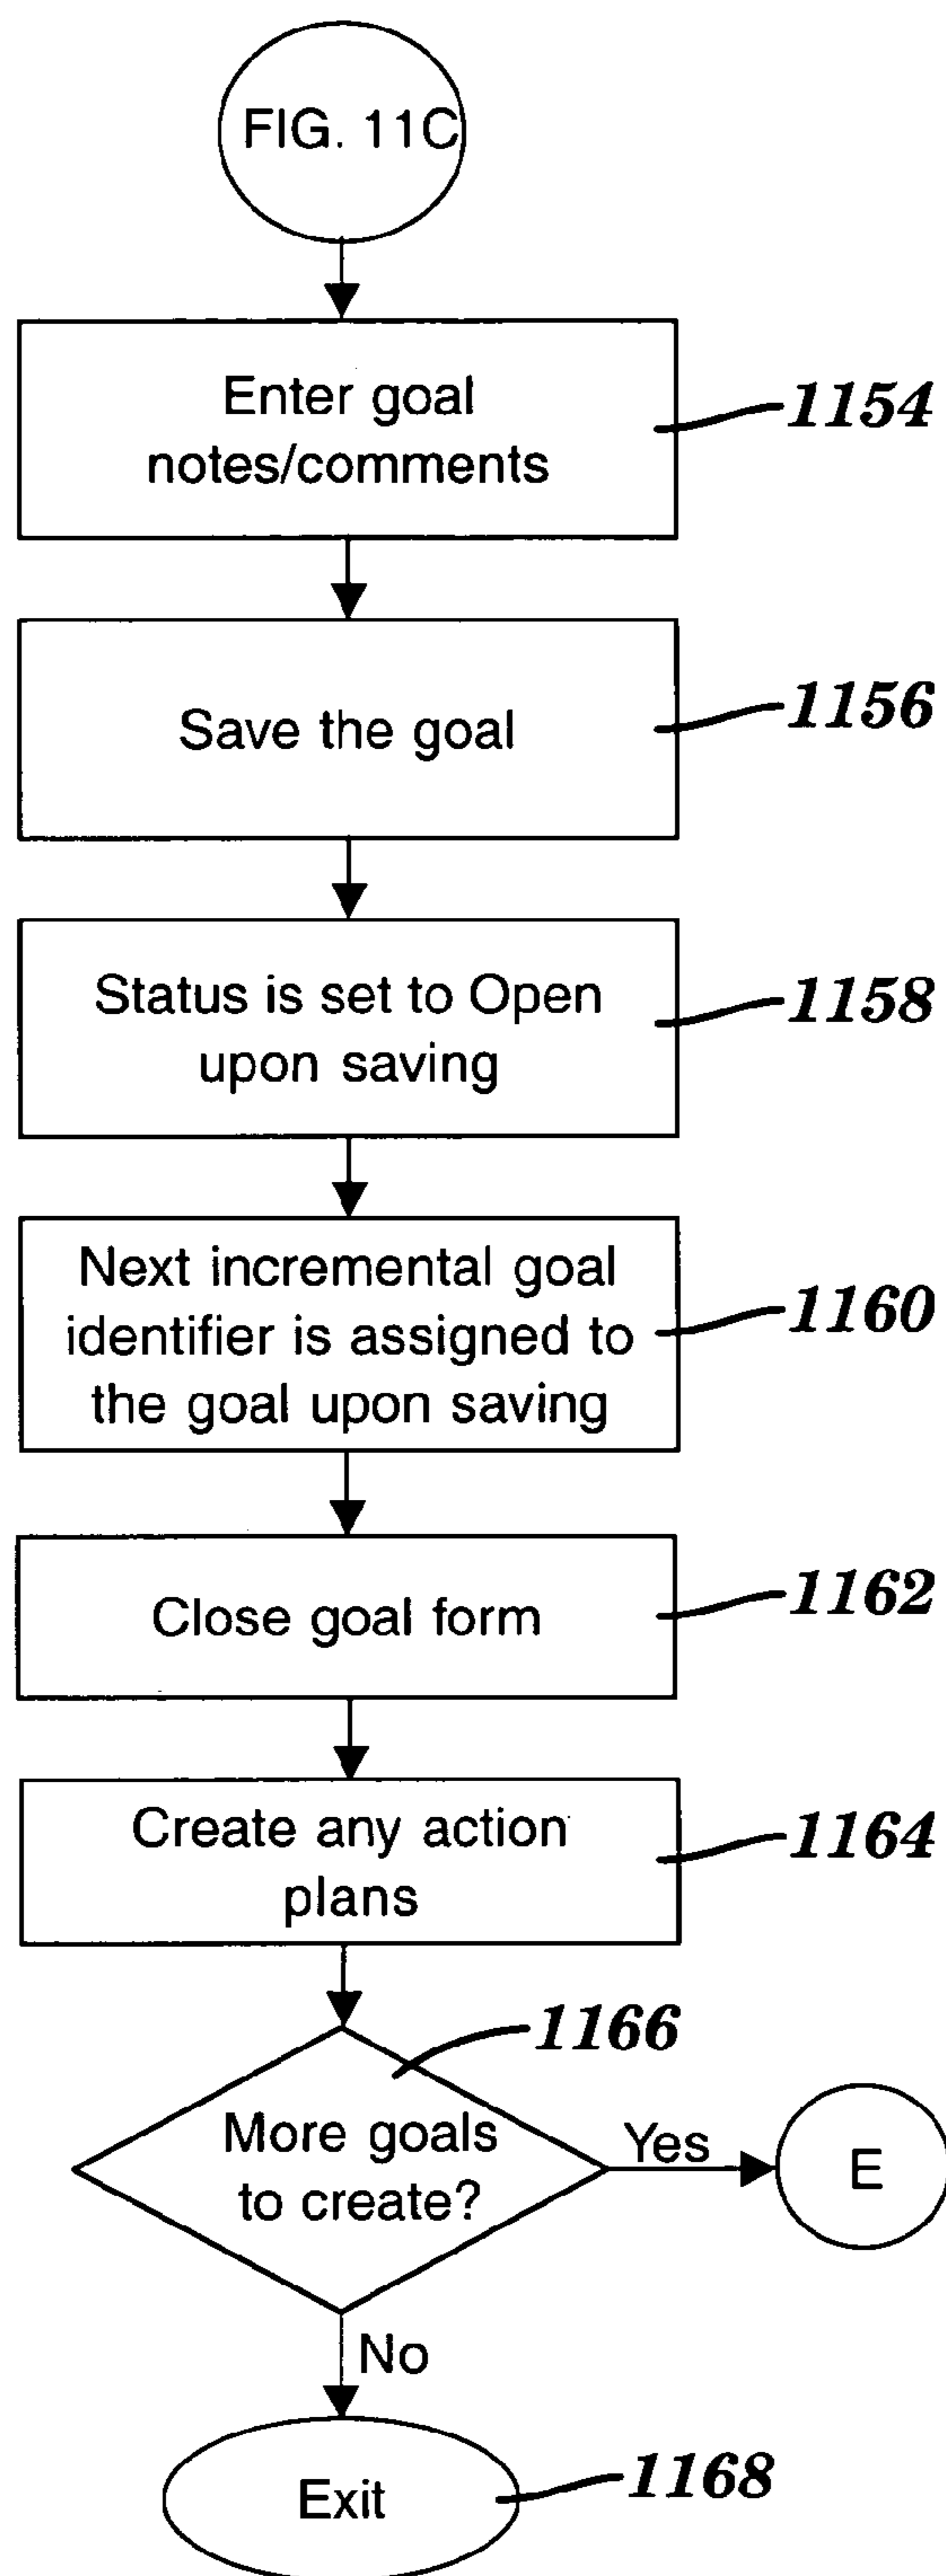 FIG. 11C
Enter goal
notes/comments
1154
Save the goal
1156
Status is set to Open
upon saving
1158
Next incremental goal
identifier is assigned to
the goal upon saving
1160
Close goal form
1162
Create any action
plans
1164
1166
More goals
to create?
Yes
E
No
Exit
1168